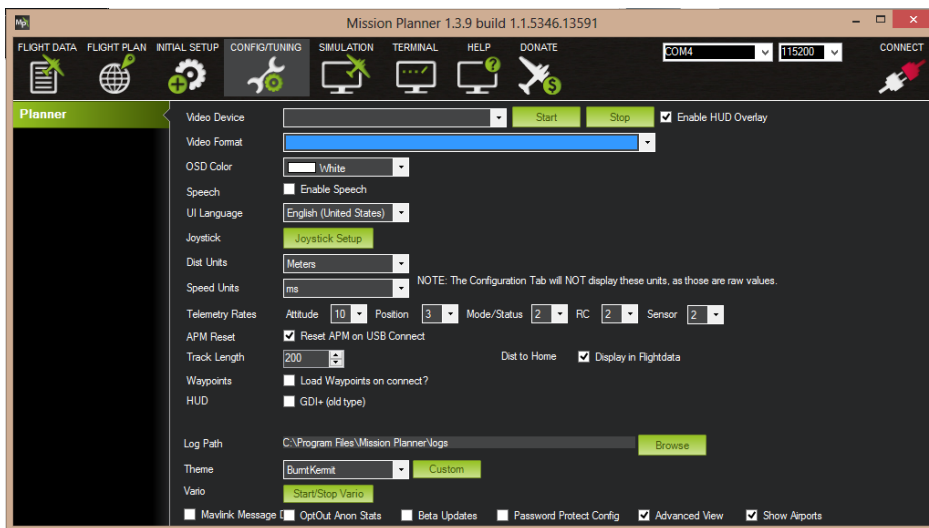 Mission Planner 1.3.9 build 1.1.5346.13591
FLIGHT DATA FLIGHT PLAN INITIAL SETUP CONFIG/TUNING SIMULATION TERMINAL HELP DONATE COM4 115200 CONNECT
Planner
Video Device Start Stop Enable HUD Overlay
Video Format
OSD Color White
Speech Enable Speech
UI Language English (United States)
Joystick Joystick Setup
Dist Units Meters
NOTE: The Configuration Tab will NOT display these units, as those are raw values.
Speed Units ms
Telemetry Rates Attitude 10 Position 3 Mode/Status 2 RC 2 Sensor 2
APM Reset Reset APM on USB Connect
Track Length 200 Dist to Home Display in Flightdata
Waypoints Load Waypoints on connect?
HUD GDI+ (old type)
Log Path C:\Program Files\Mission Planner\logs Browse
Theme BurntKermit Custom
Vario Start/Stop Vario
Mavlink Message OptOut Anon Stats Beta Updates Password Protect Config Advanced View Show Airports